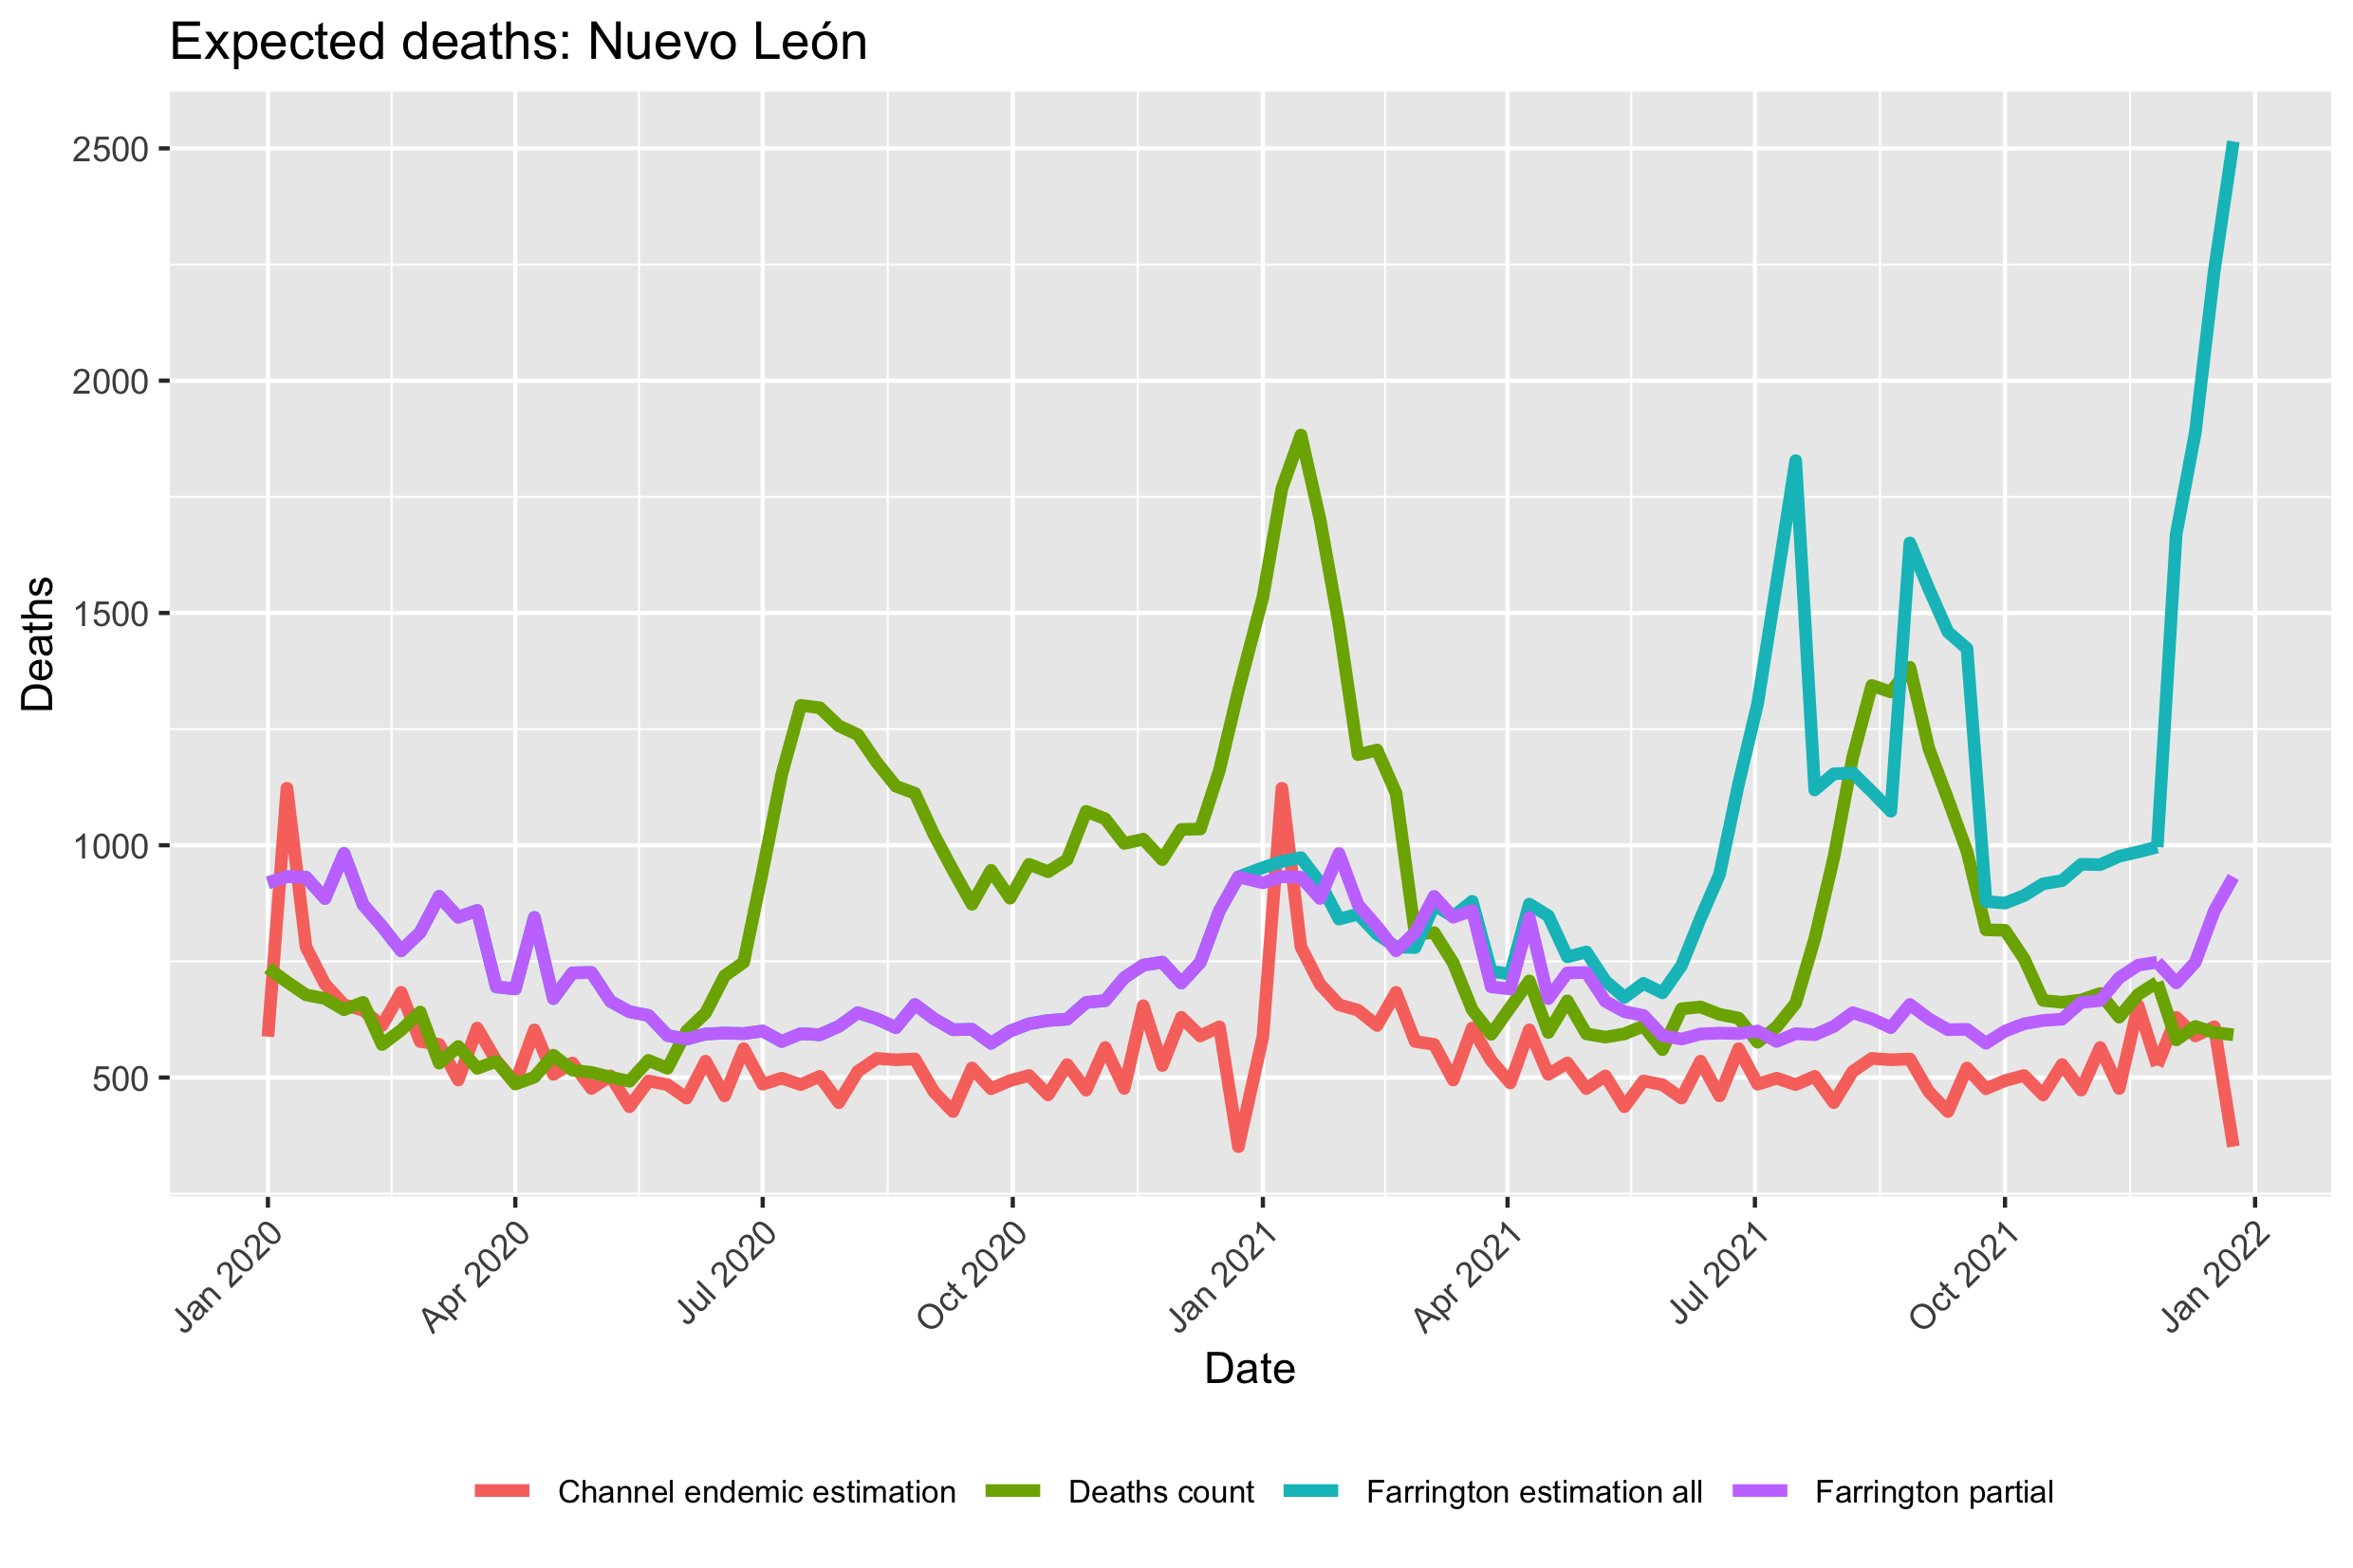 Expected deaths: Nuevo León
2500
2000
1500
1000
500
Deaths
Jan 2020
Apr 2020
Jul 2020
Oct 2020
Jan 2021
Apr 2021
Jul 2021
Oct 2021
Jan 2022
Date
Channel endemic estimation
Deaths count
Farrington estimation all
Farrington partial